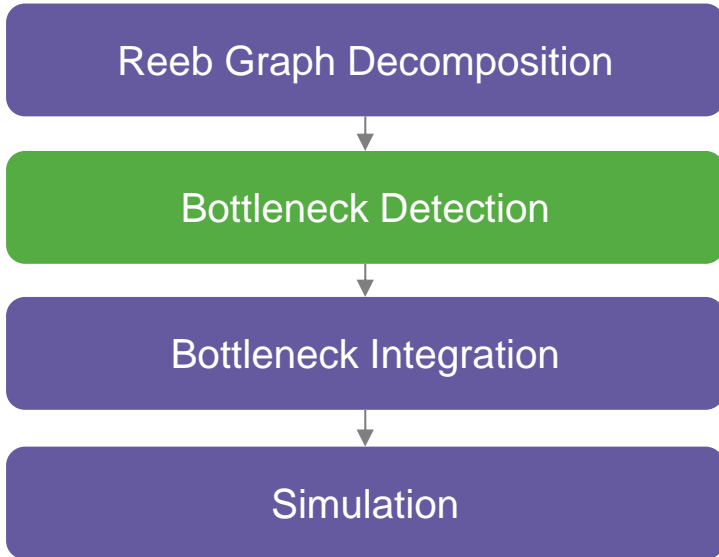 Reeb Graph Decomposition
Bottleneck Detection
Bottleneck Integration
Simulation